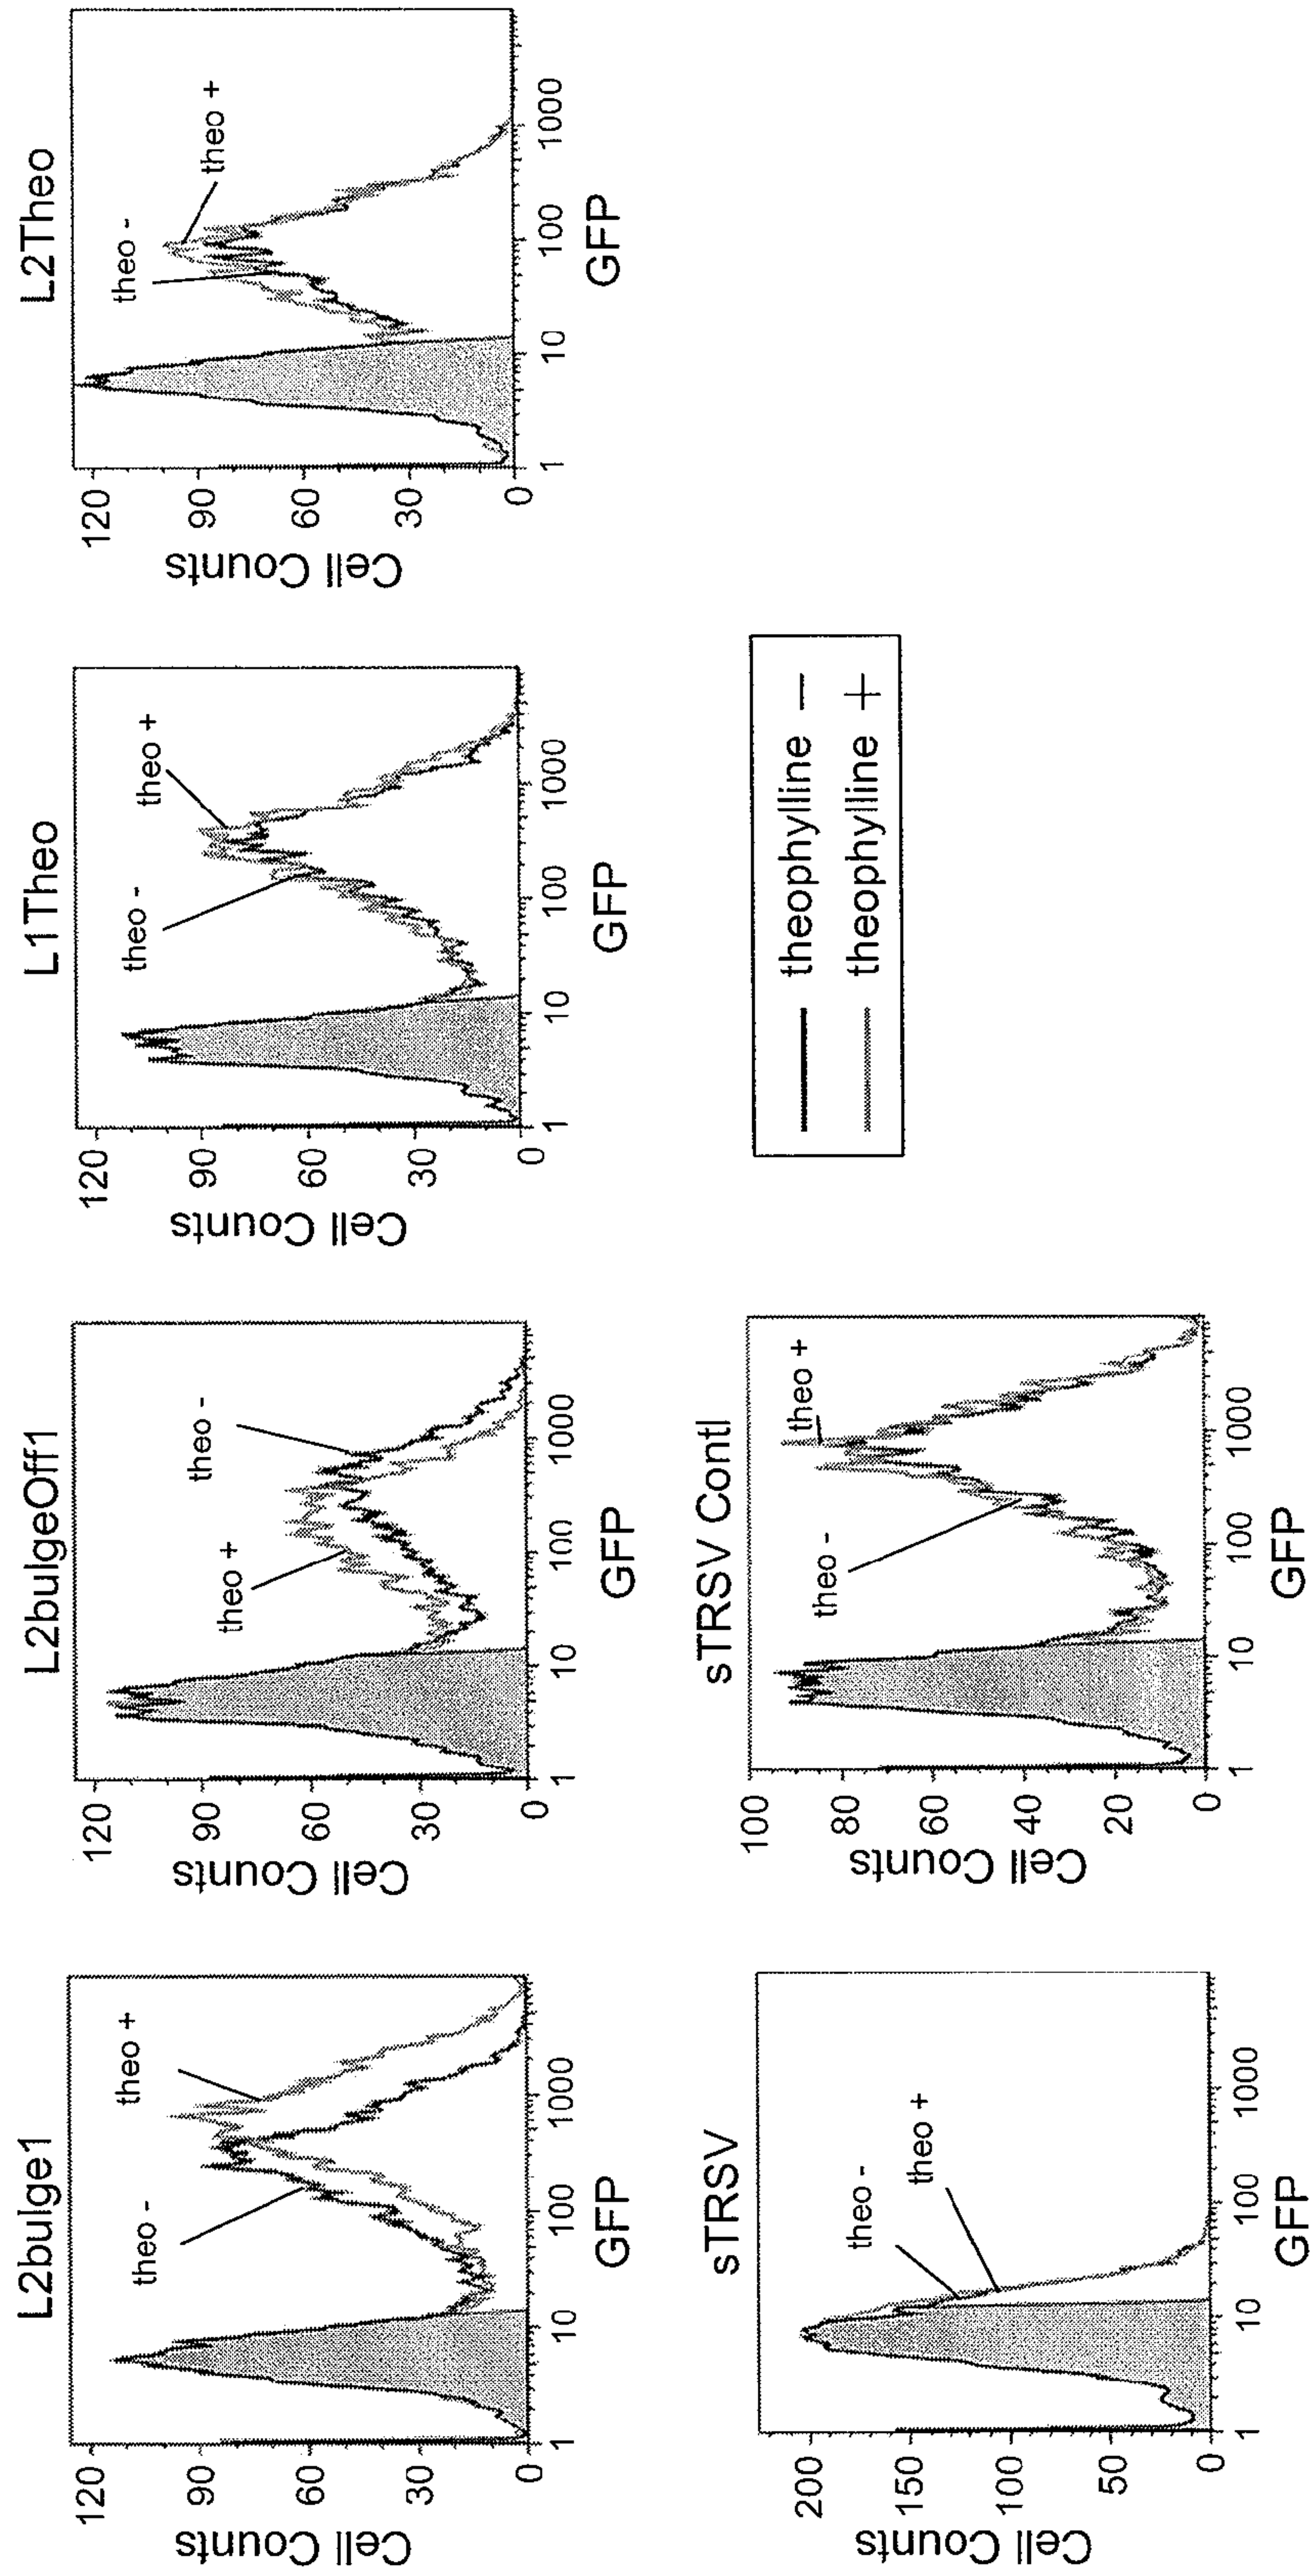 L2bulge1
120
90
60
30
0
Cell Counts
theo -
theo +
1
10
100
1000
GFP
L2bulgeOff1
120
90
60
30
0
Cell Counts
theo +
theo -
1
10
100
1000
GFP
L1Theo
120
90
60
30
0
Cell Counts
theo -
theo +
1
10
100
1000
GFP
L2Theo
120
90
60
30
0
Cell Counts
theo -
theo +
1
10
100
1000
GFP
sTRSV
200
150
100
50
0
Cell Counts
theo -
theo +
1
10
100
1000
GFP
sTRSV Contl
100
80
60
40
20
0
Cell Counts
theo -
theo +
1
10
100
1000
GFP
theophylline −
theophylline +